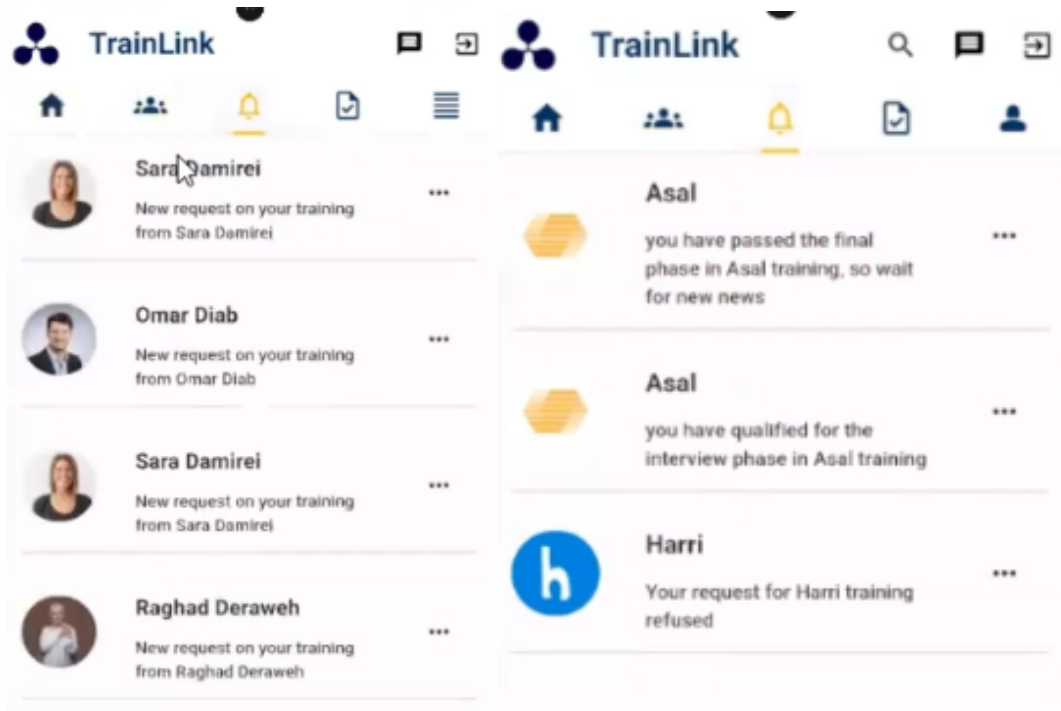 TrainLink
Sara Damirei
New request on your training
from Sara Damirei
Omar Diab
New request on your training
from Omar Diab
Sara Damirei
New request on your training
from Sara Damirei
Raghad Deraweh
New request on your training
from Raghad Deraweh
TrainLink
Asal
you have passed the final
phase in Asal training, so wait
for new news
Asal
you have qualified for the
interview phase in Asal training
h
Harri
Your request for Harri training
refused